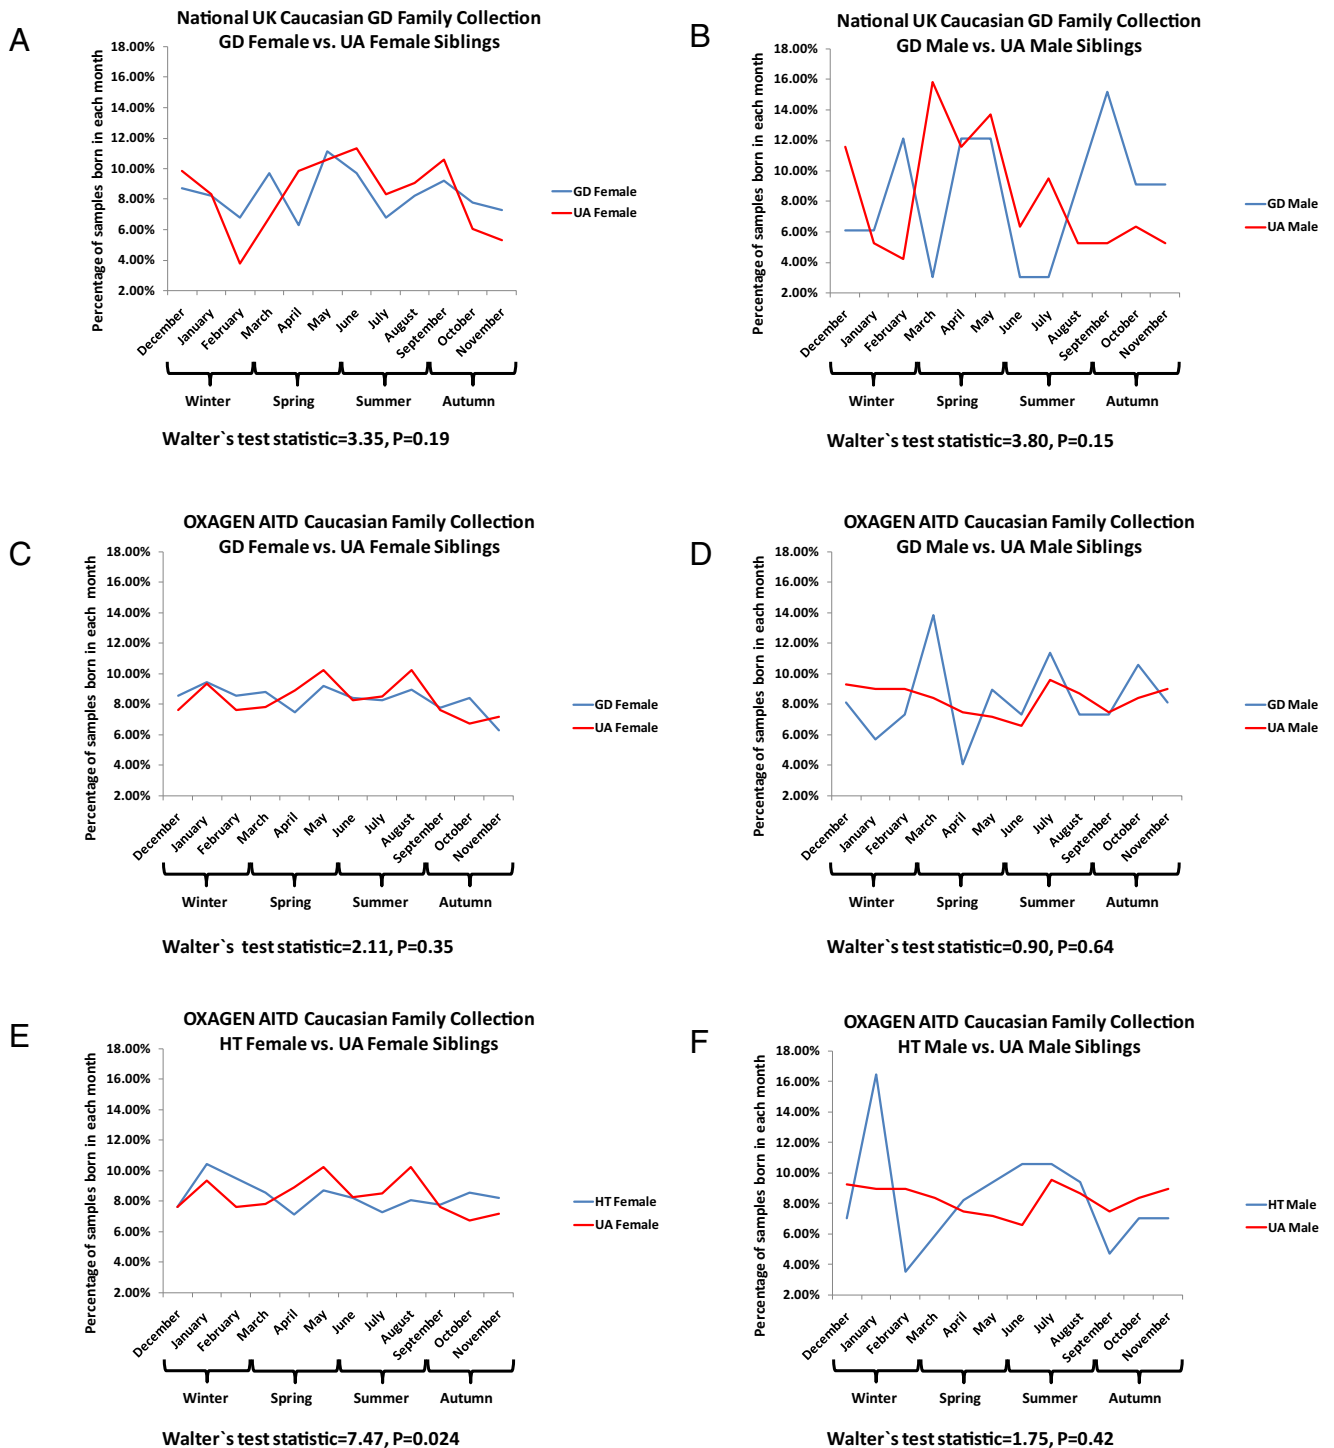 A
National UK Caucasian GD Family Collection
GD Female vs. UA Female Siblings
Percentage of samples born in each month
18.00%
16.00%
14.00%
12.00%
10.00%
8.00%
6.00%
4.00%
2.00%
December
January
February
March
April
May
June
July
August
September
October
November
Winter
Spring
Summer
Autumn
GD Female
UA Female
Walter`s test statistic=3.35, P=0.19
B
National UK Caucasian GD Family Collection
GD Male vs. UA Male Siblings
Percentage of samples born in each month
18.00%
16.00%
14.00%
12.00%
10.00%
8.00%
6.00%
4.00%
2.00%
December
January
February
March
April
May
June
July
August
September
October
November
Winter
Spring
Summer
Autumn
GD Male
UA Male
Walter`s test statistic=3.80, P=0.15
C
OXAGEN AITD Caucasian Family Collection
GD Female vs. UA Female Siblings
Percentage of samples born in each month
18.00%
16.00%
14.00%
12.00%
10.00%
8.00%
6.00%
4.00%
2.00%
December
January
February
March
April
May
June
July
August
September
October
November
Winter
Spring
Summer
Autumn
GD Female
UA Female
Walter`s test statistic=2.11, P=0.35
D
OXAGEN AITD Caucasian Family Collection
GD Male vs. UA Male Siblings
Percentage of samples born in each month
18.00%
16.00%
14.00%
12.00%
10.00%
8.00%
6.00%
4.00%
2.00%
December
January
February
March
April
May
June
July
August
September
October
November
Winter
Spring
Summer
Autumn
GD Male
UA Male
Walter`s test statistic=0.90, P=0.64
E
OXAGEN AITD Caucasian Family Collection
HT Female vs. UA Female Siblings
Percentage of samples born in each month
18.00%
16.00%
14.00%
12.00%
10.00%
8.00%
6.00%
4.00%
2.00%
December
January
February
March
April
May
June
July
August
September
October
November
Winter
Spring
Summer
Autumn
HT Female
UA Female
Walter`s test statistic=7.47, P=0.024
F
OXAGEN AITD Caucasian Family Collection
HT Male vs. UA Male Siblings
Percentage of samples born in each month
18.00%
16.00%
14.00%
12.00%
10.00%
8.00%
6.00%
4.00%
2.00%
December
January
February
March
April
May
June
July
August
September
October
November
Winter
Spring
Summer
Autumn
HT Male
UA Male
Walter`s test statistic=1.75, P=0.42